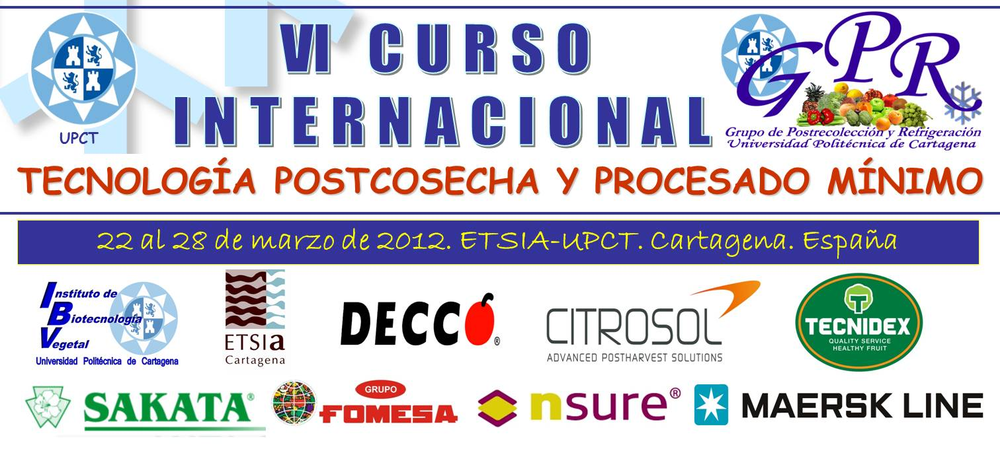 VI CURSO
INTERNACIONAL
UPCT
GPR
Grupo de Postrecolección y Refrigeración
Universidad Politécnica de Cartagena
TECNOLOGÍA POSTCOSECHA Y PROCESADO MÍNIMO
22 al 28 de marzo de 2012. ETSIA-UPCT. Cartagena. España
Instituto de
Biotecnología
Vegetal
Universidad Politécnica de Cartagena
ETSIa
Cartagena
DECCO®
CITROSOL
ADVANCED POSTHARVEST SOLUTIONS
TECNIDEX
QUALITY SERVICE
HEALTHY FRUIT
SAKATA®
GRUPO
FOMESA
nsure®
MAERSK LINE